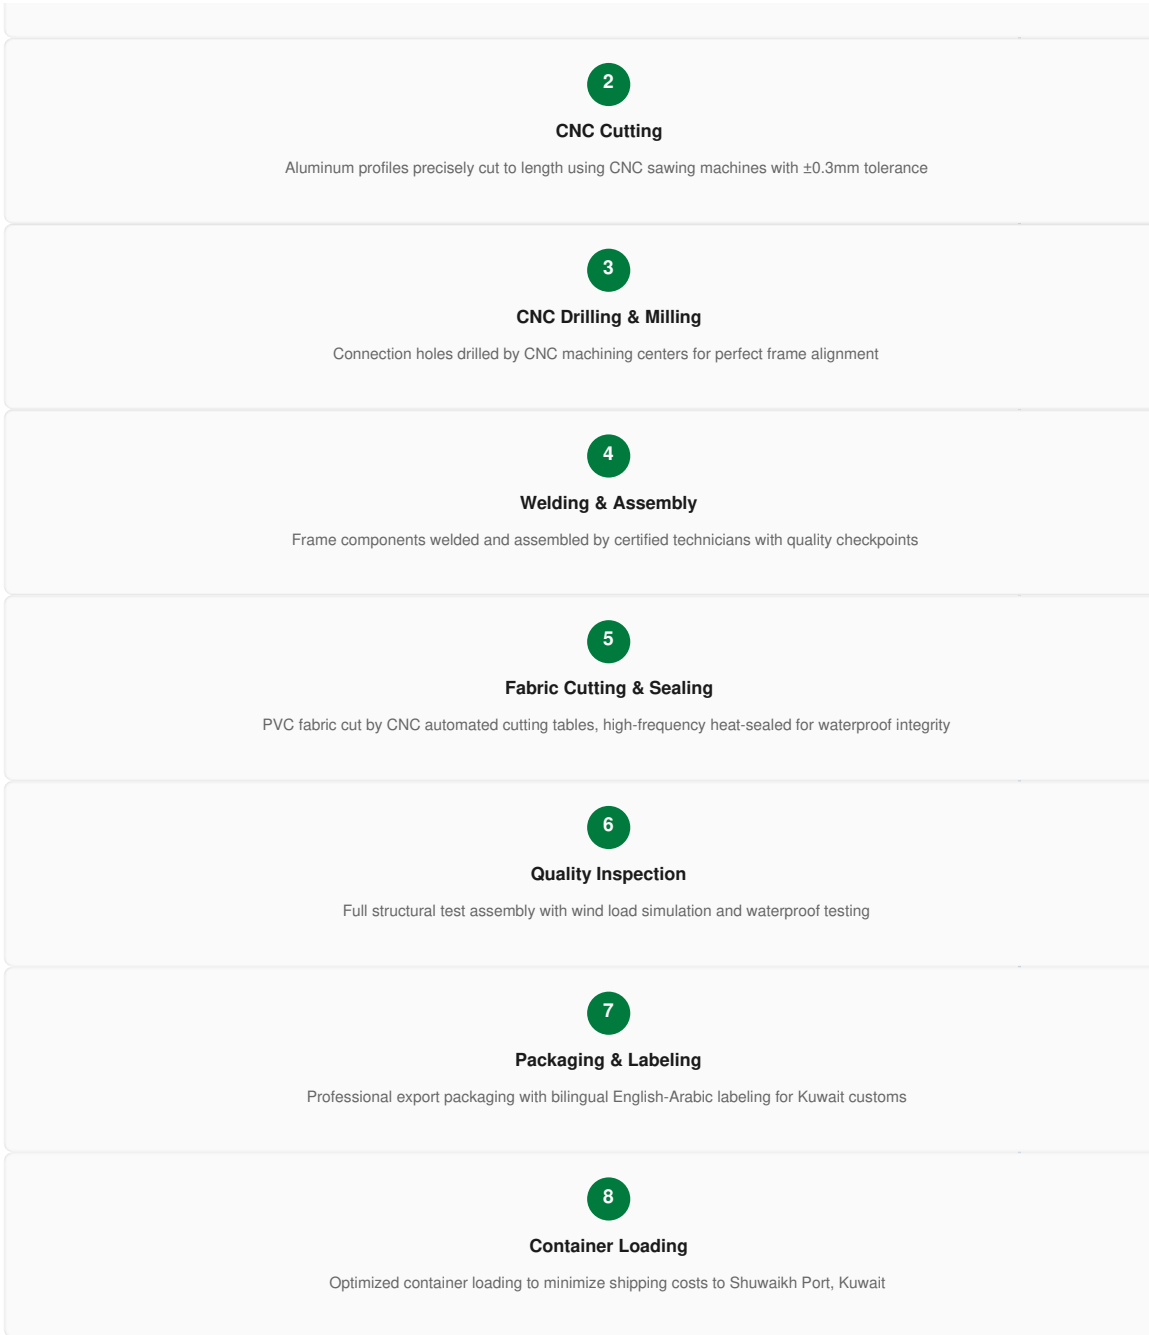 2
CNC Cutting
Aluminum profiles precisely cut to length using CNC sawing machines with ±0.3mm tolerance
3
CNC Drilling & Milling
Connection holes drilled by CNC machining centers for perfect frame alignment
4
Welding & Assembly
Frame components welded and assembled by certified technicians with quality checkpoints
5
Fabric Cutting & Sealing
PVC fabric cut by CNC automated cutting tables, high-frequency heat-sealed for waterproof integrity
6
Quality Inspection
Full structural test assembly with wind load simulation and waterproof testing
7
Packaging & Labeling
Professional export packaging with bilingual English-Arabic labeling for Kuwait customs
8
Container Loading
Optimized container loading to minimize shipping costs to Shuwaikh Port, Kuwait